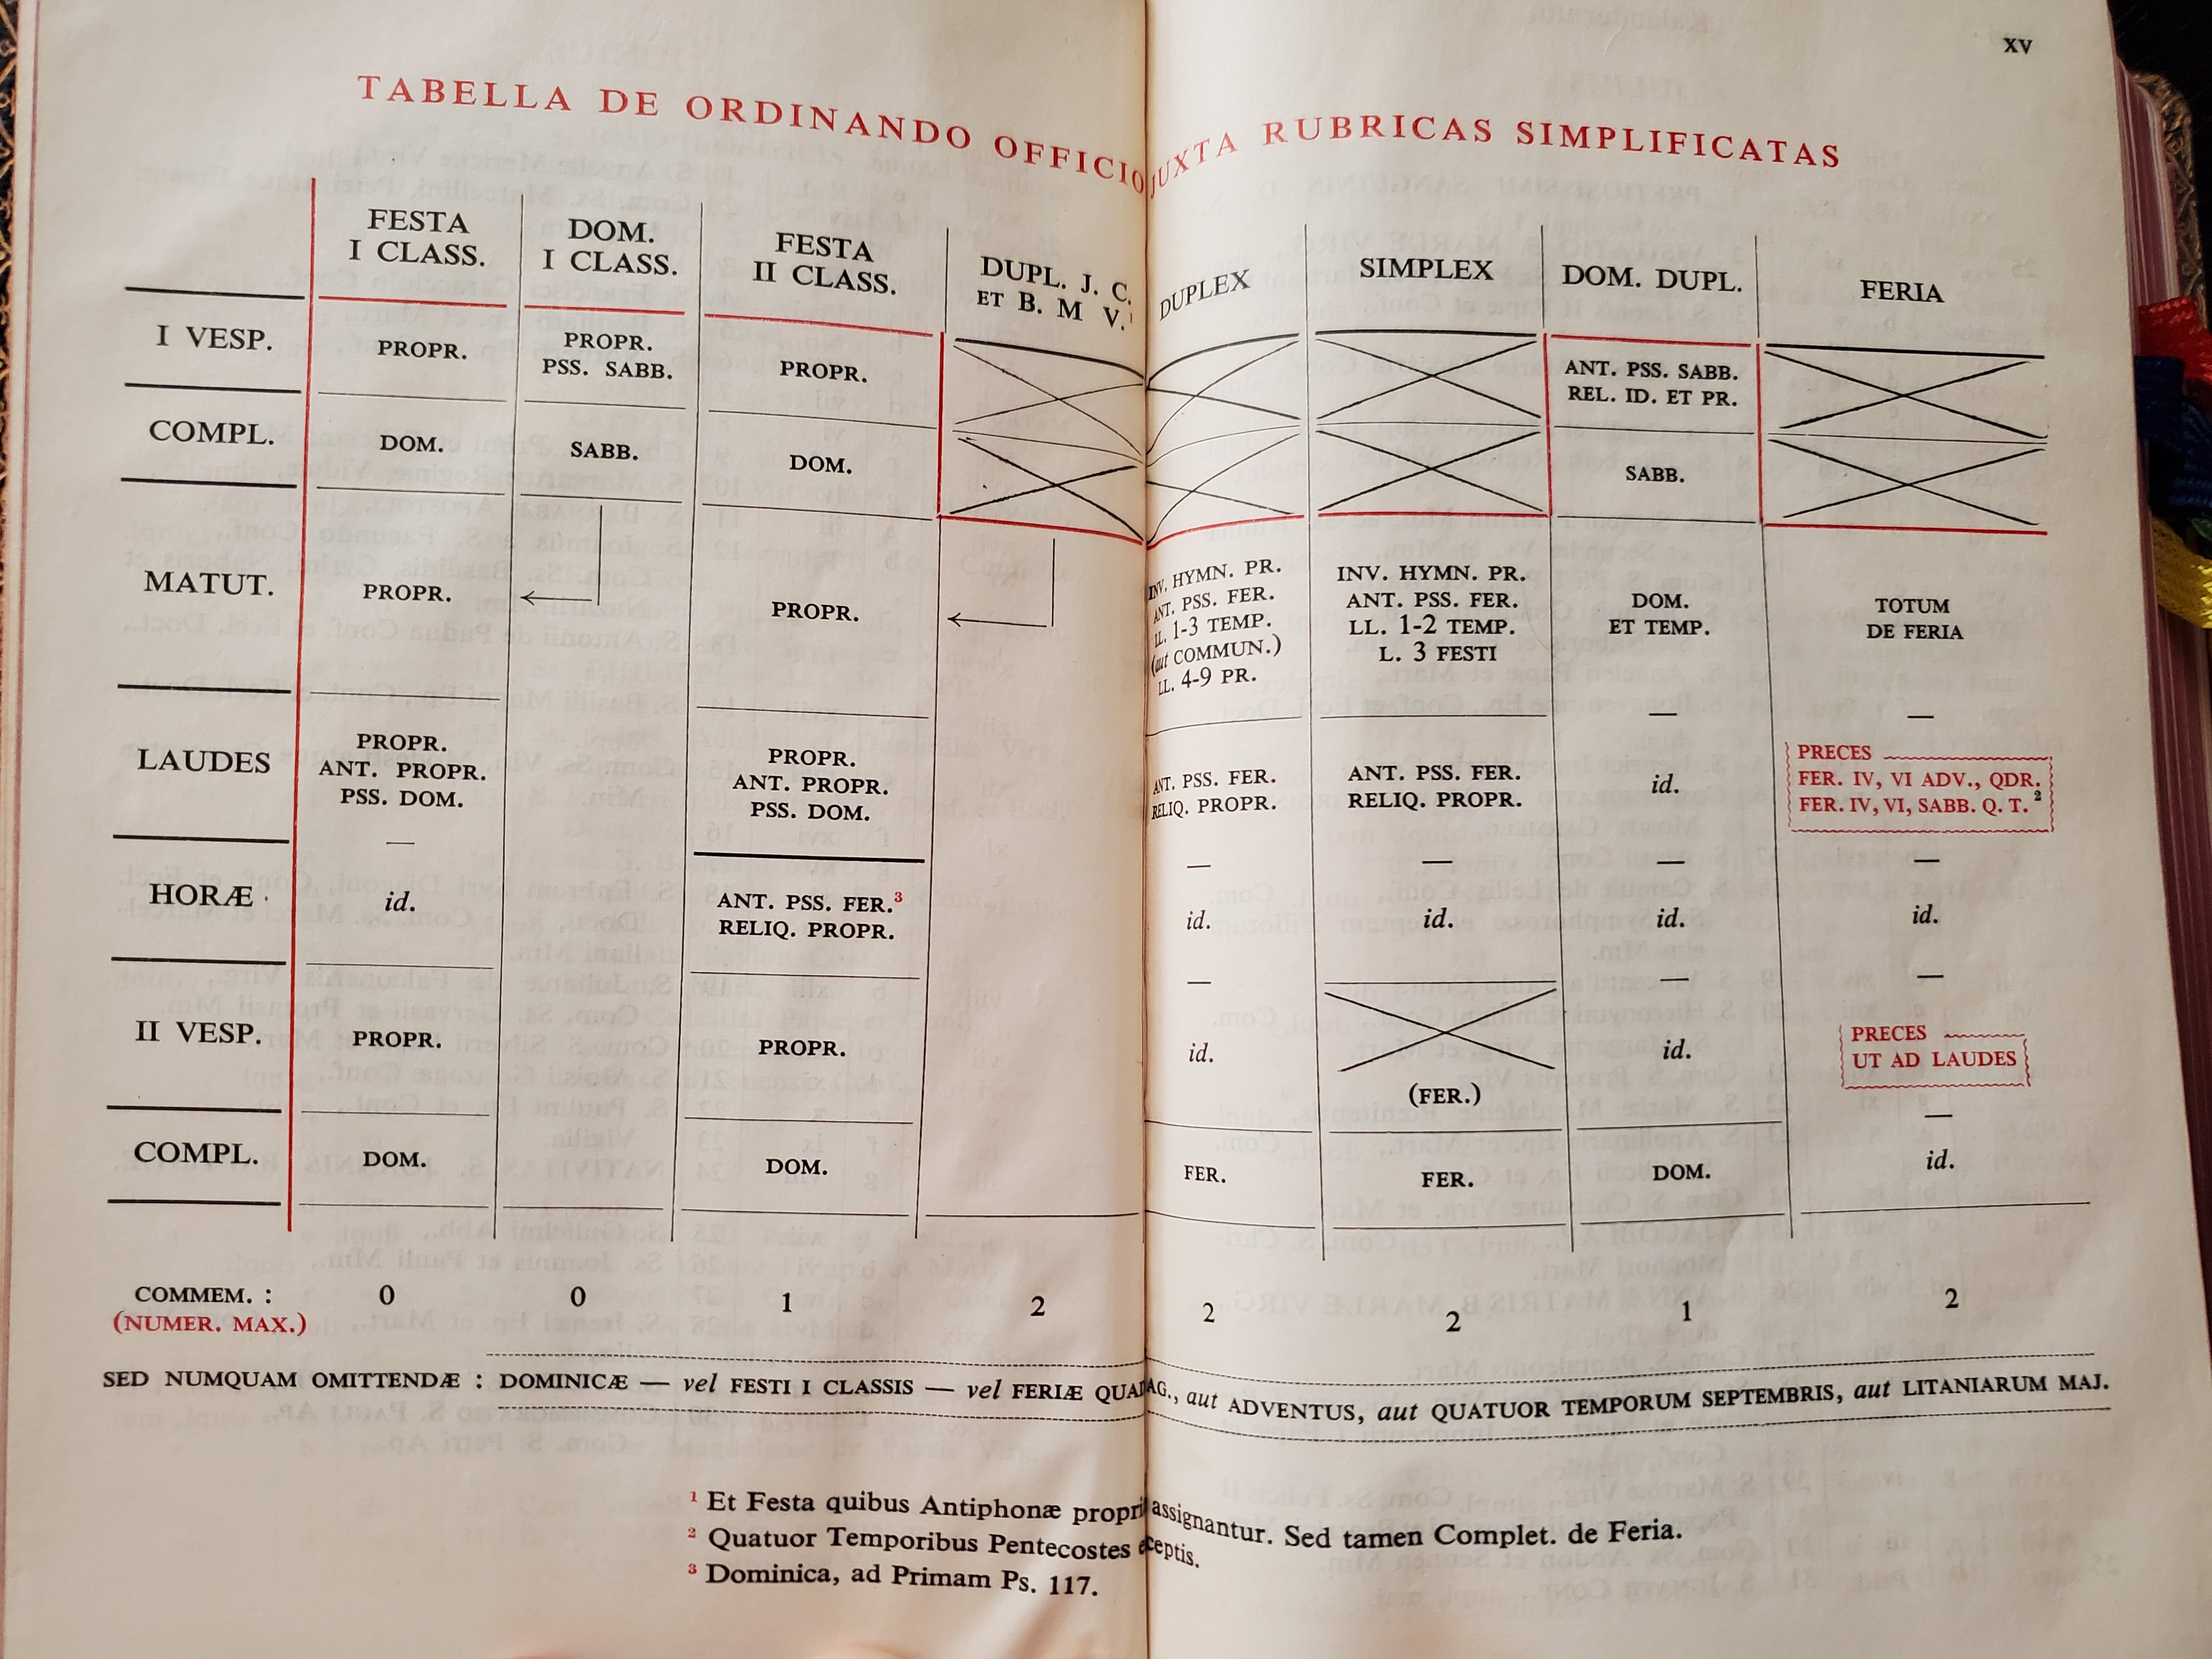 xv
TABELLA DE ORDINANDO OFFICIO JUXTA RUBRICAS SIMPLIFICATAS
FESTA
I CLASS.
DOM.
I CLASS.
FESTA
II CLASS.
DUPL. J. C.
ET B. M V.¹
DUPLEX
SIMPLEX
DOM. DUPL.
FERIA
I VESP.
PROPR.
PROPR.
PSS. SABB.
PROPR.
ANT. PSS. SABB.
REL. ID. ET PR.
COMPL.
DOM.
SABB.
DOM.
SABB.
MATUT.
PROPR.
PROPR.
INV. HYMN. PR.
ANT. PSS. FER.
LL. 1-3 TEMP.
(aut COMMUN.)
LL. 4-9 PR.
INV. HYMN. PR.
ANT. PSS. FER.
LL. 1-2 TEMP.
L. 3 FESTI
DOM.
ET TEMP.
TOTUM
DE FERIA
LAUDES
PROPR.
ANT. PROPR.
PSS. DOM.
PROPR.
ANT. PROPR.
PSS. DOM.
ANT. PSS. FER.
RELIQ. PROPR.
ANT. PSS. FER.
RELIQ. PROPR.
—
id.
—
PRECES
FER. IV, VI ADV., QDR.
FER. IV, VI, SABB. Q. T.²
HORÆ
—
id.
ANT. PSS. FER.³
RELIQ. PROPR.
—
id.
—
id.
—
id.
—
id.
II VESP.
PROPR.
PROPR.
—
id.
(FER.)
—
id.
—
PRECES
UT AD LAUDES
COMPL.
DOM.
DOM.
FER.
FER.
DOM.
—
id.
COMMEM. :
(NUMER. MAX.)
0
0
1
2
2
2
1
2
SED NUMQUAM OMITTENDÆ : DOMINICÆ — vel FESTI I CLASSIS — vel FERIÆ QUADRAG., aut ADVENTUS, aut QUATUOR TEMPORUM SEPTEMBRIS, aut LITANIARUM MAJ.
¹ Et Festa quibus Antiphonæ propriæ assignantur. Sed tamen Complet. de Feria.
² Quatuor Temporibus Pentecostes exceptis.
³ Dominica, ad Primam Ps. 117.